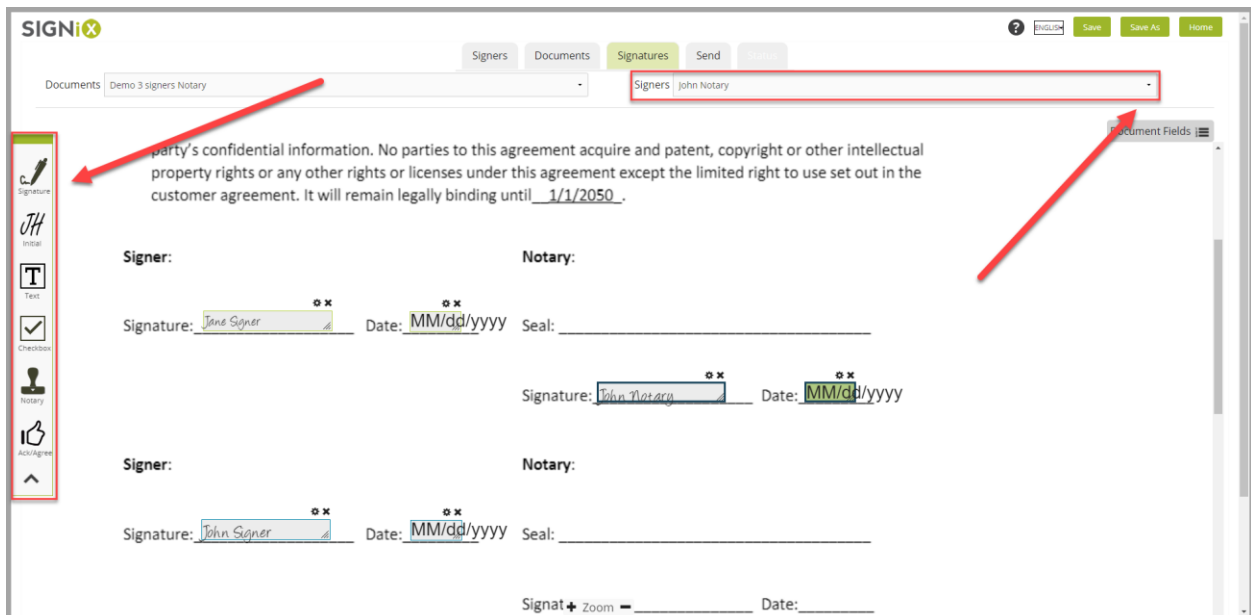 SIGNiX
? ENGLISH Save Save As Home
Signers Documents Signatures Send Status
Documents Demo 3 signers Notary Signers John Notary
Document Fields
party's confidential information. No parties to this agreement acquire and patent, copyright or other intellectual
property rights or any other rights or licenses under this agreement except the limited right to use set out in the
customer agreement. It will remain legally binding until__1/1/2050_.
Signature
JH
Initial
T
Text
Checkbox
Notary
Ack/Agree
Signer: Notary:
Signature: Jane Signer Date: MM/dd/yyyy Seal:
Signature: John Notary Date: MM/dd/yyyy
Signer: Notary:
Signature: John Signer Date: MM/dd/yyyy Seal:
Signat + Zoom - Date: